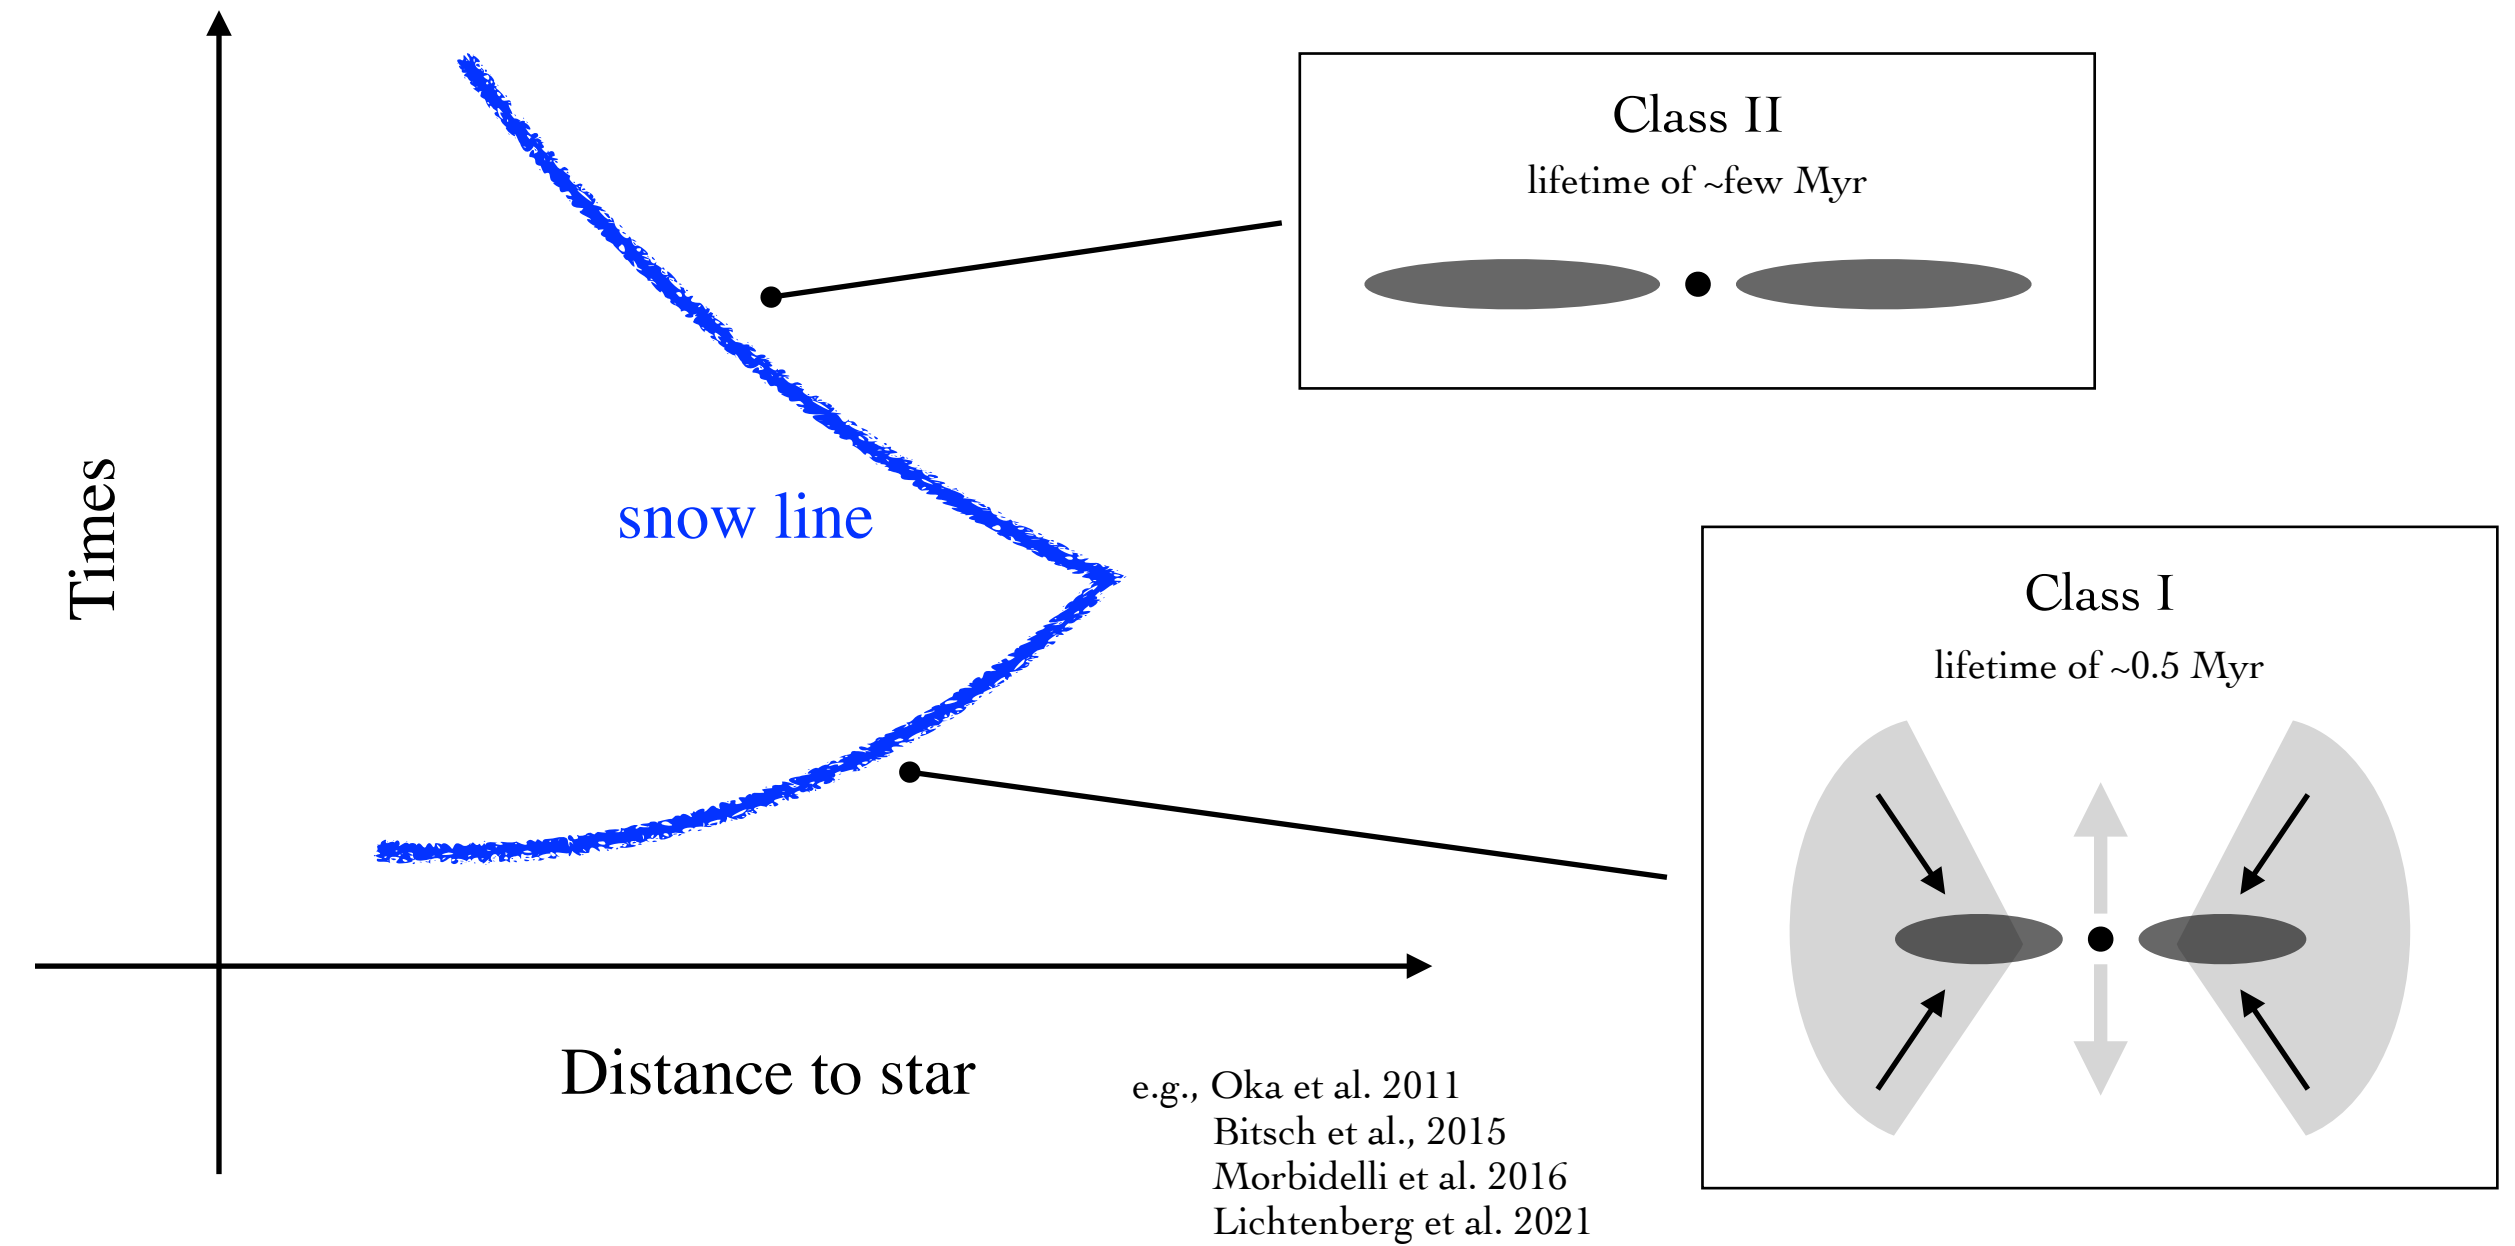 Class II
lifetime of ~few Myr
Times
snow line
Class I
lifetime of ~0.5 Myr
Distance to star
e.g., Oka et al. 2011
Bitsch et al., 2015
Morbidelli et al. 2016
Lichtenberg et al. 2021